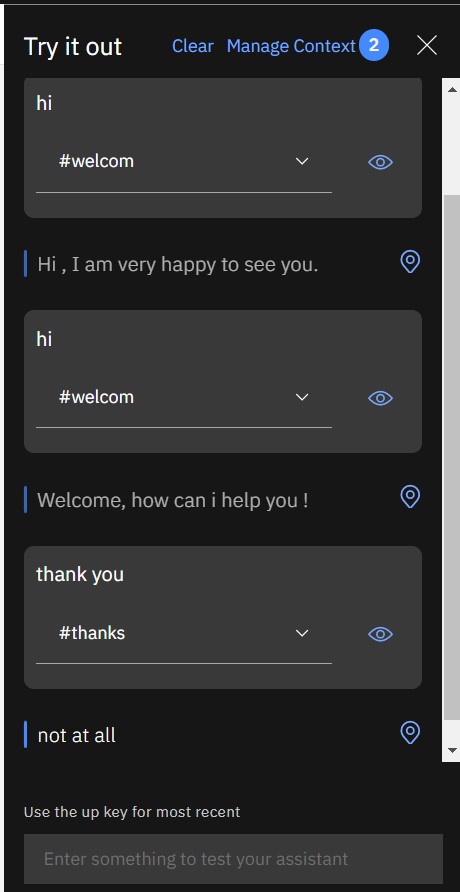 Try it out Clear Manage Context 2
hi
#welcom
Hi , I am very happy to see you.
hi
#welcom
Welcome, how can i help you !
thank you
#thanks
not at all
Use the up key for most recent
Enter something to test your assistant